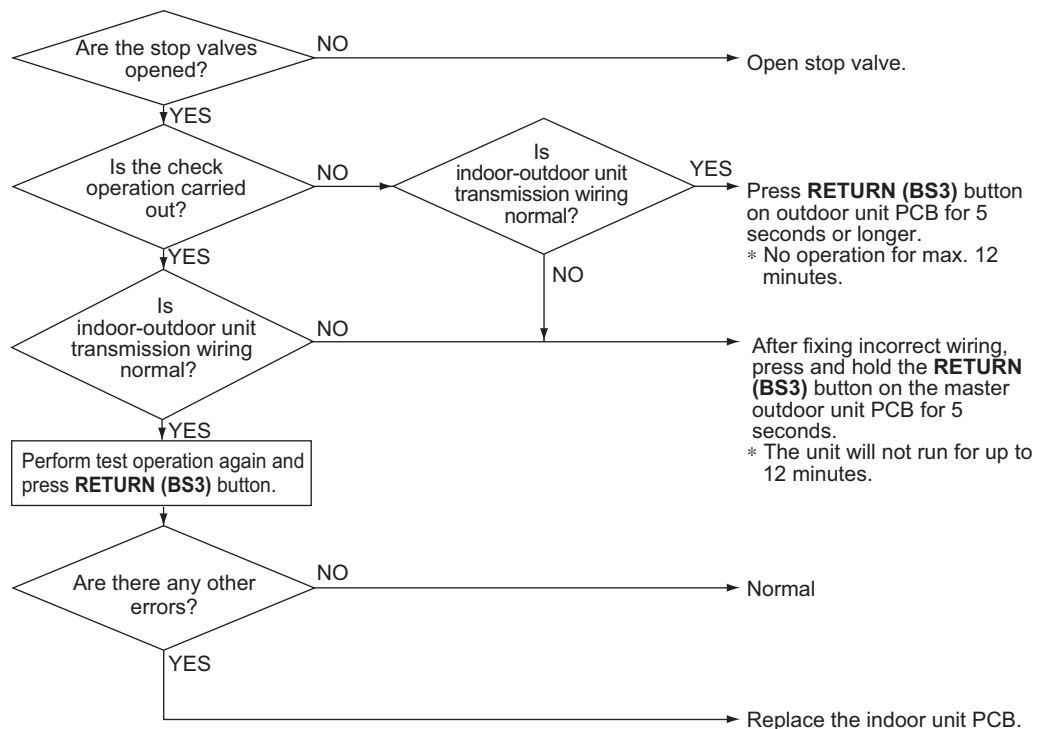 Are the stop valves
opened?
NO
Open stop valve.
YES
Is the check
operation carried
out?
NO
Is
indoor-outdoor unit
transmission wiring
normal?
YES
Press RETURN (BS3) button
on outdoor unit PCB for 5
seconds or longer.
* No operation for max. 12
minutes.
YES
NO
Is
indoor-outdoor unit
transmission wiring
normal?
NO
After fixing incorrect wiring,
press and hold the RETURN
(BS3) button on the master
outdoor unit PCB for 5
seconds.
* The unit will not run for up to
12 minutes.
YES
Perform test operation again and
press RETURN (BS3) button.
Are there any other
errors?
NO
Normal
YES
Replace the indoor unit PCB.